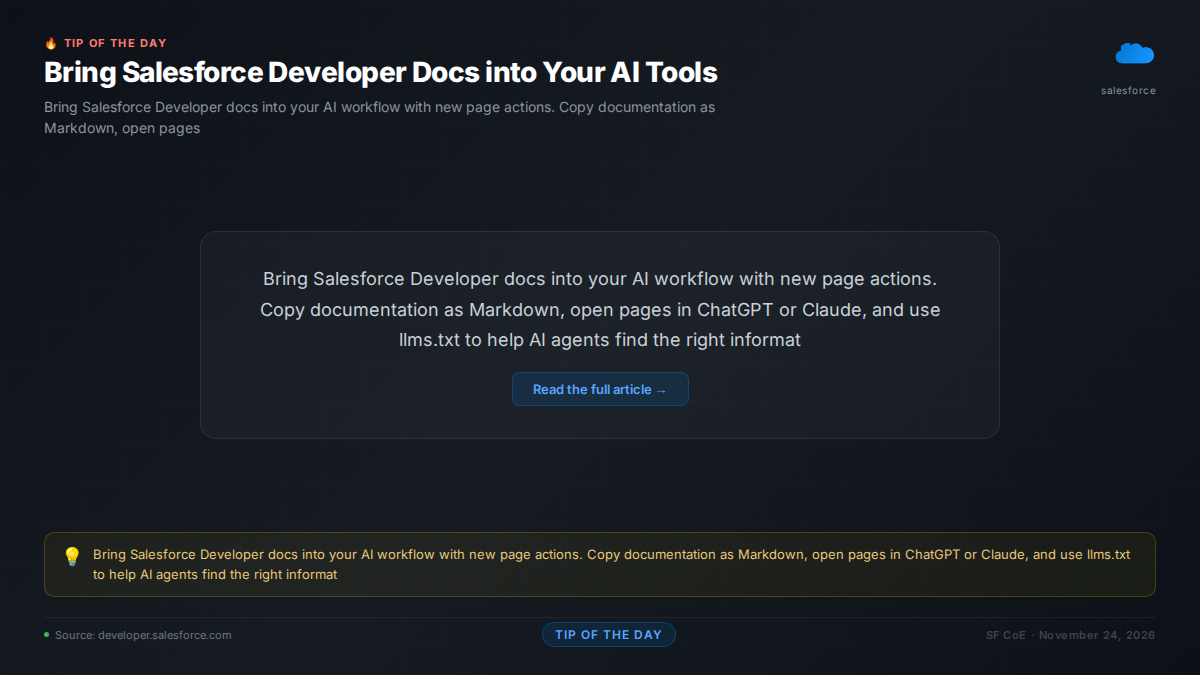 🔥 TIP OF THE DAY
Bring Salesforce Developer Docs into Your AI Tools
Bring Salesforce Developer docs into your AI workflow with new page actions. Copy documentation as
Markdown, open pages
salesforce
Bring Salesforce Developer docs into your AI workflow with new page actions.
Copy documentation as Markdown, open pages in ChatGPT or Claude, and use
llms.txt to help AI agents find the right informat
Read the full article →
💡 Bring Salesforce Developer docs into your AI workflow with new page actions. Copy documentation as Markdown, open pages in ChatGPT or Claude, and use llms.txt
to help AI agents find the right informat
Source: developer.salesforce.com
TIP OF THE DAY
SF CoE · November 24, 2026